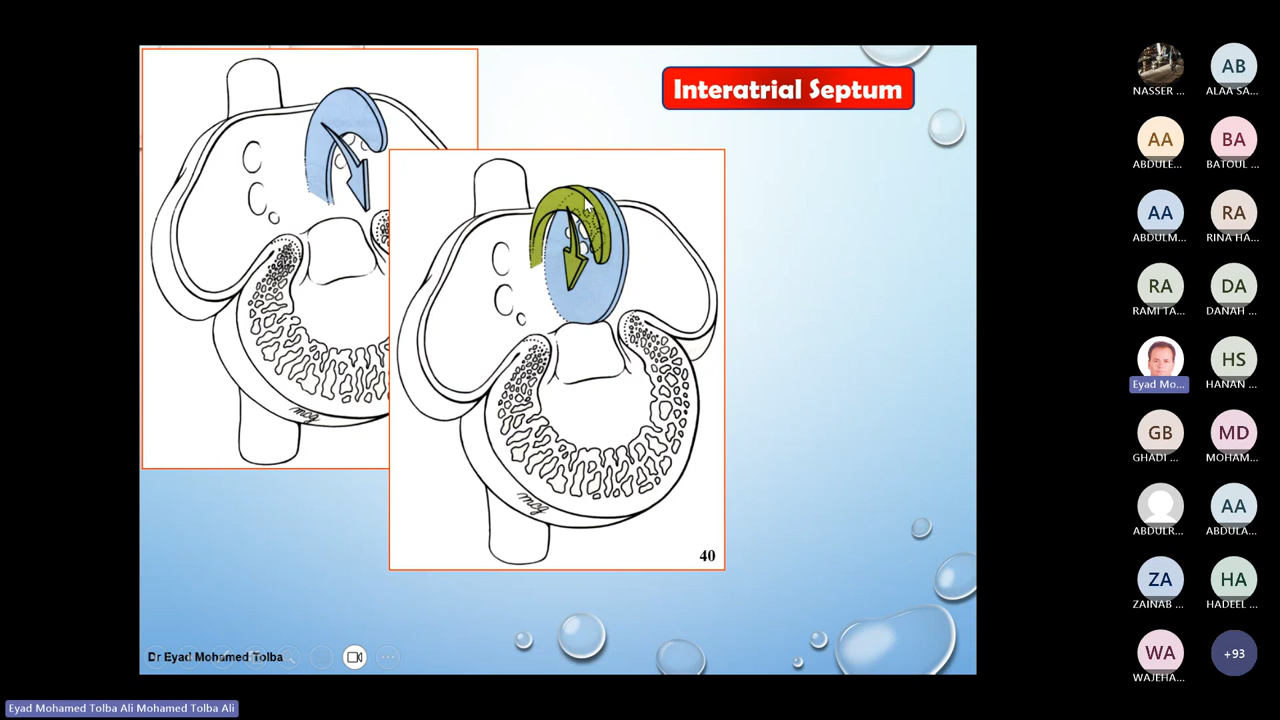 Interatrial Septum
mcg
mcg
40
Dr Eyad Mohamed Tolba
Eyad Mohamed Tolba Ali Mohamed Tolba Ali
NASSER ...
AB
ALAA SA...
AA
ABDULE...
BA
BATOUL ...
AA
ABDULM...
RA
RINA HA...
RA
RAMI TA...
DA
DANAH ...
Eyad Mo...
HS
HANAN ...
GB
GHADI ...
MD
MOHAM...
ABDULR...
AA
ABDULA...
ZA
ZAINAB ...
HA
HADEEL ...
WA
WAJEHA...
+93